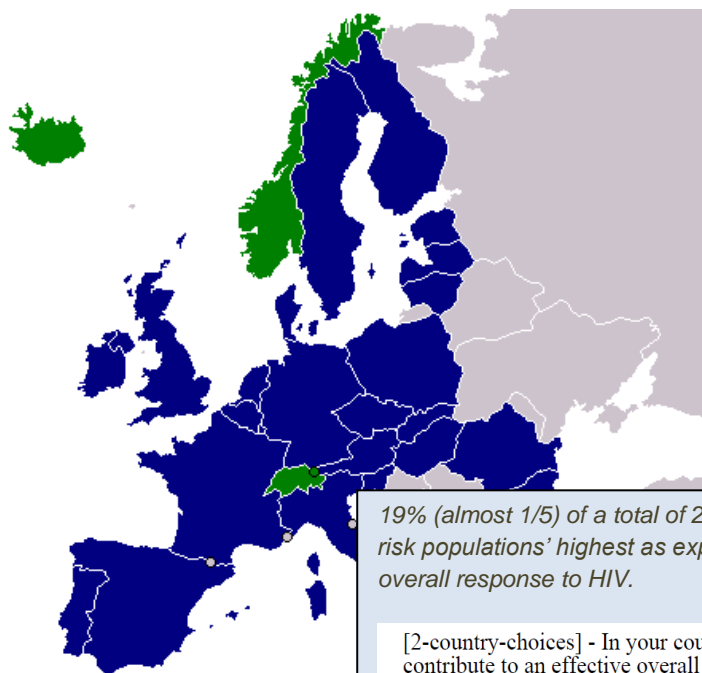 19% (almost 1/5) of a total of 2
risk populations’ highest as exp
overall response to HIV.
[2-country-choices] - In your cou
contribute to an effective overall